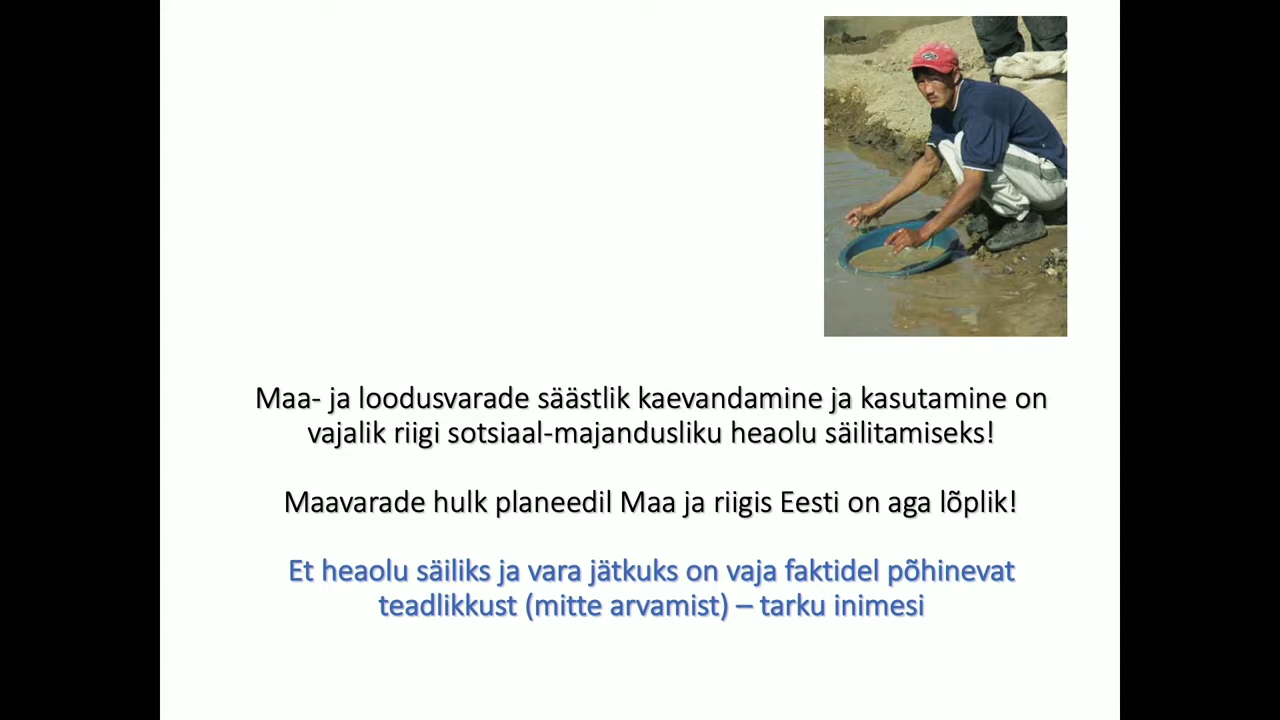 Maa- ja loodusvarade säästlik kaevandamine ja kasutamine on
vajalik riigi sotsiaal-majandusliku heaolu säilitamiseks!
Maavarade hulk planeedil Maa ja riigis Eesti on aga lõplik!
Et heaolu säiliks ja vara jätkuks on vaja faktidel põhinevat
teadlikkust (mitte arvamist) – tarku inimesi